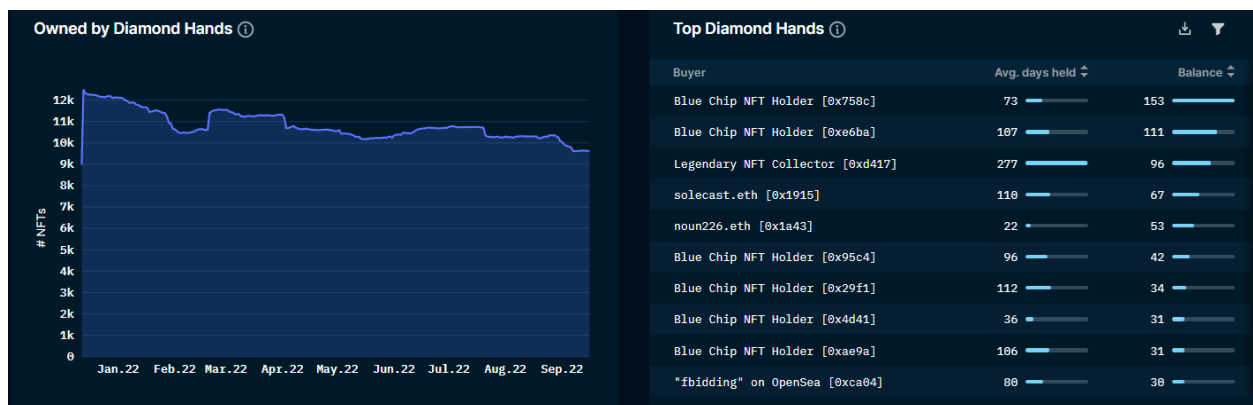 Owned by Diamond Hands
# NFTs
12k
11k
10k
9k
8k
7k
6k
5k
4k
3k
2k
1k
0
Jan.22 Feb.22 Mar.22 Apr.22 May.22 Jun.22 Jul.22 Aug.22 Sep.22
Top Diamond Hands
Buyer Avg. days held Balance
Blue Chip NFT Holder [0x758c] 73 153
Blue Chip NFT Holder [0xe6ba] 107 111
Legendary NFT Collector [0xd417] 277 96
solecast.eth [0x1915] 110 67
noun226.eth [0x1a43] 22 53
Blue Chip NFT Holder [0x95c4] 96 42
Blue Chip NFT Holder [0x29f1] 112 34
Blue Chip NFT Holder [0x4d41] 36 31
Blue Chip NFT Holder [0xae9a] 106 31
"fbidding" on OpenSea [0xca04] 80 30